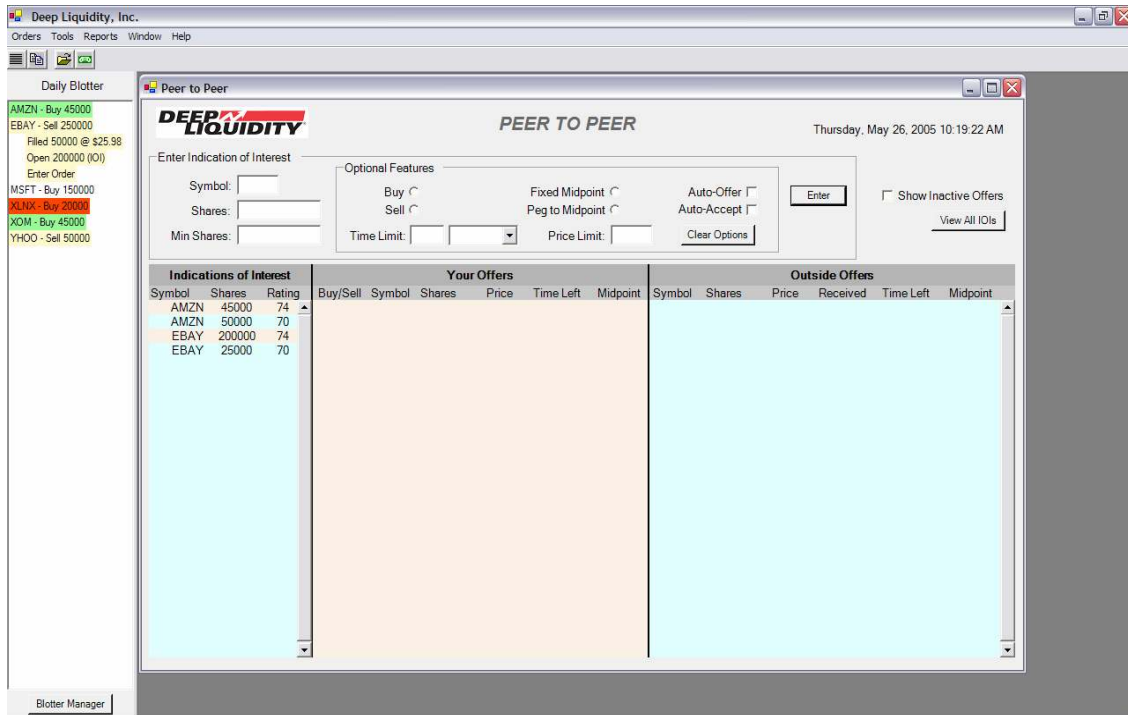 Deep Liquidity, Inc.
Orders Tools Reports Window Help
Daily Blotter
AMZN - Buy 45000
EBAY - Sell 250000
Filled 50000 @ $25.98
Open 200000 (IOI)
Enter Order
MSFT - Buy 150000
XLNX - Buy 20000
XOM - Buy 45000
YHOO - Sell 50000
Blotter Manager
Peer to Peer
DEEP LIQUIDITY
PEER TO PEER
Thursday, May 26, 2005 10:19:22 AM
Enter Indication of Interest
Symbol:
Shares:
Min Shares:
Optional Features
Buy Fixed Midpoint Auto-Offer
Sell Peg to Midpoint Auto-Accept
Time Limit: Price Limit: Clear Options
Enter
Show Inactive Offers
View All IOIs
Indications of Interest Your Offers Outside Offers
Symbol Shares Rating Buy/Sell Symbol Shares Price Time Left Midpoint Symbol Shares Price Received Time Left Midpoint
AMZN 45000 74
AMZN 50000 70
EBAY 200000 74
EBAY 25000 70